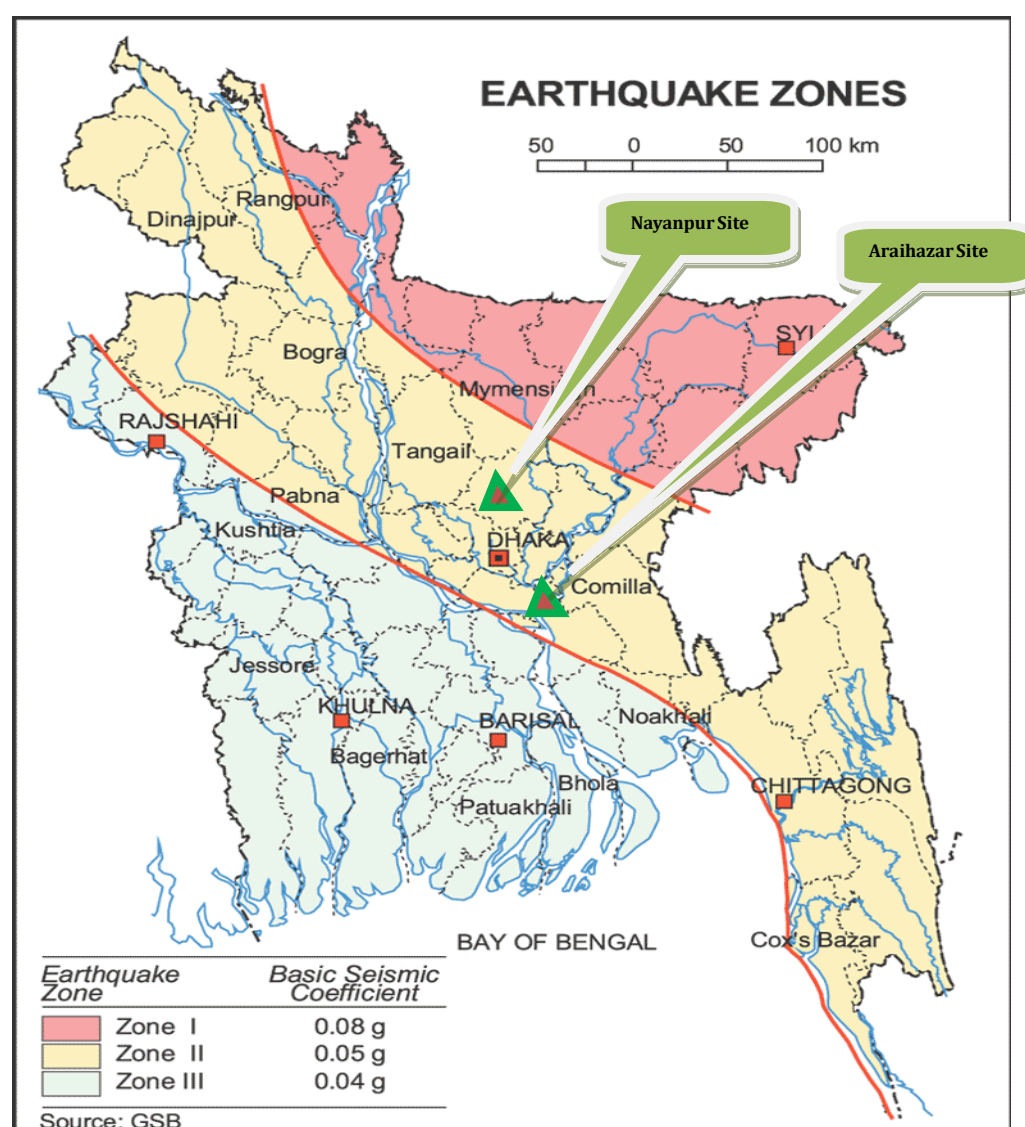 EARTHQUAKE ZONES
50 0 50 100 km
Nayanpur Site
Araihazar Site
Rangpur
Dinajpur
SYL
Bogra
Mymensi
RAJSHAHI
Tangail
Pabna
Kushtia
DHAKA
Comilla
Jessore
KHULNA
Noakhali
BARISAL
Bagerhat
Bhola
CHITTAGONG
Patuakhali
BAY OF BENGAL
Cox's Bazar
Earthquake Zone Basic Seismic Coefficient
Zone I 0.08 g
Zone II 0.05 g
Zone III 0.04 g
Source: GSB